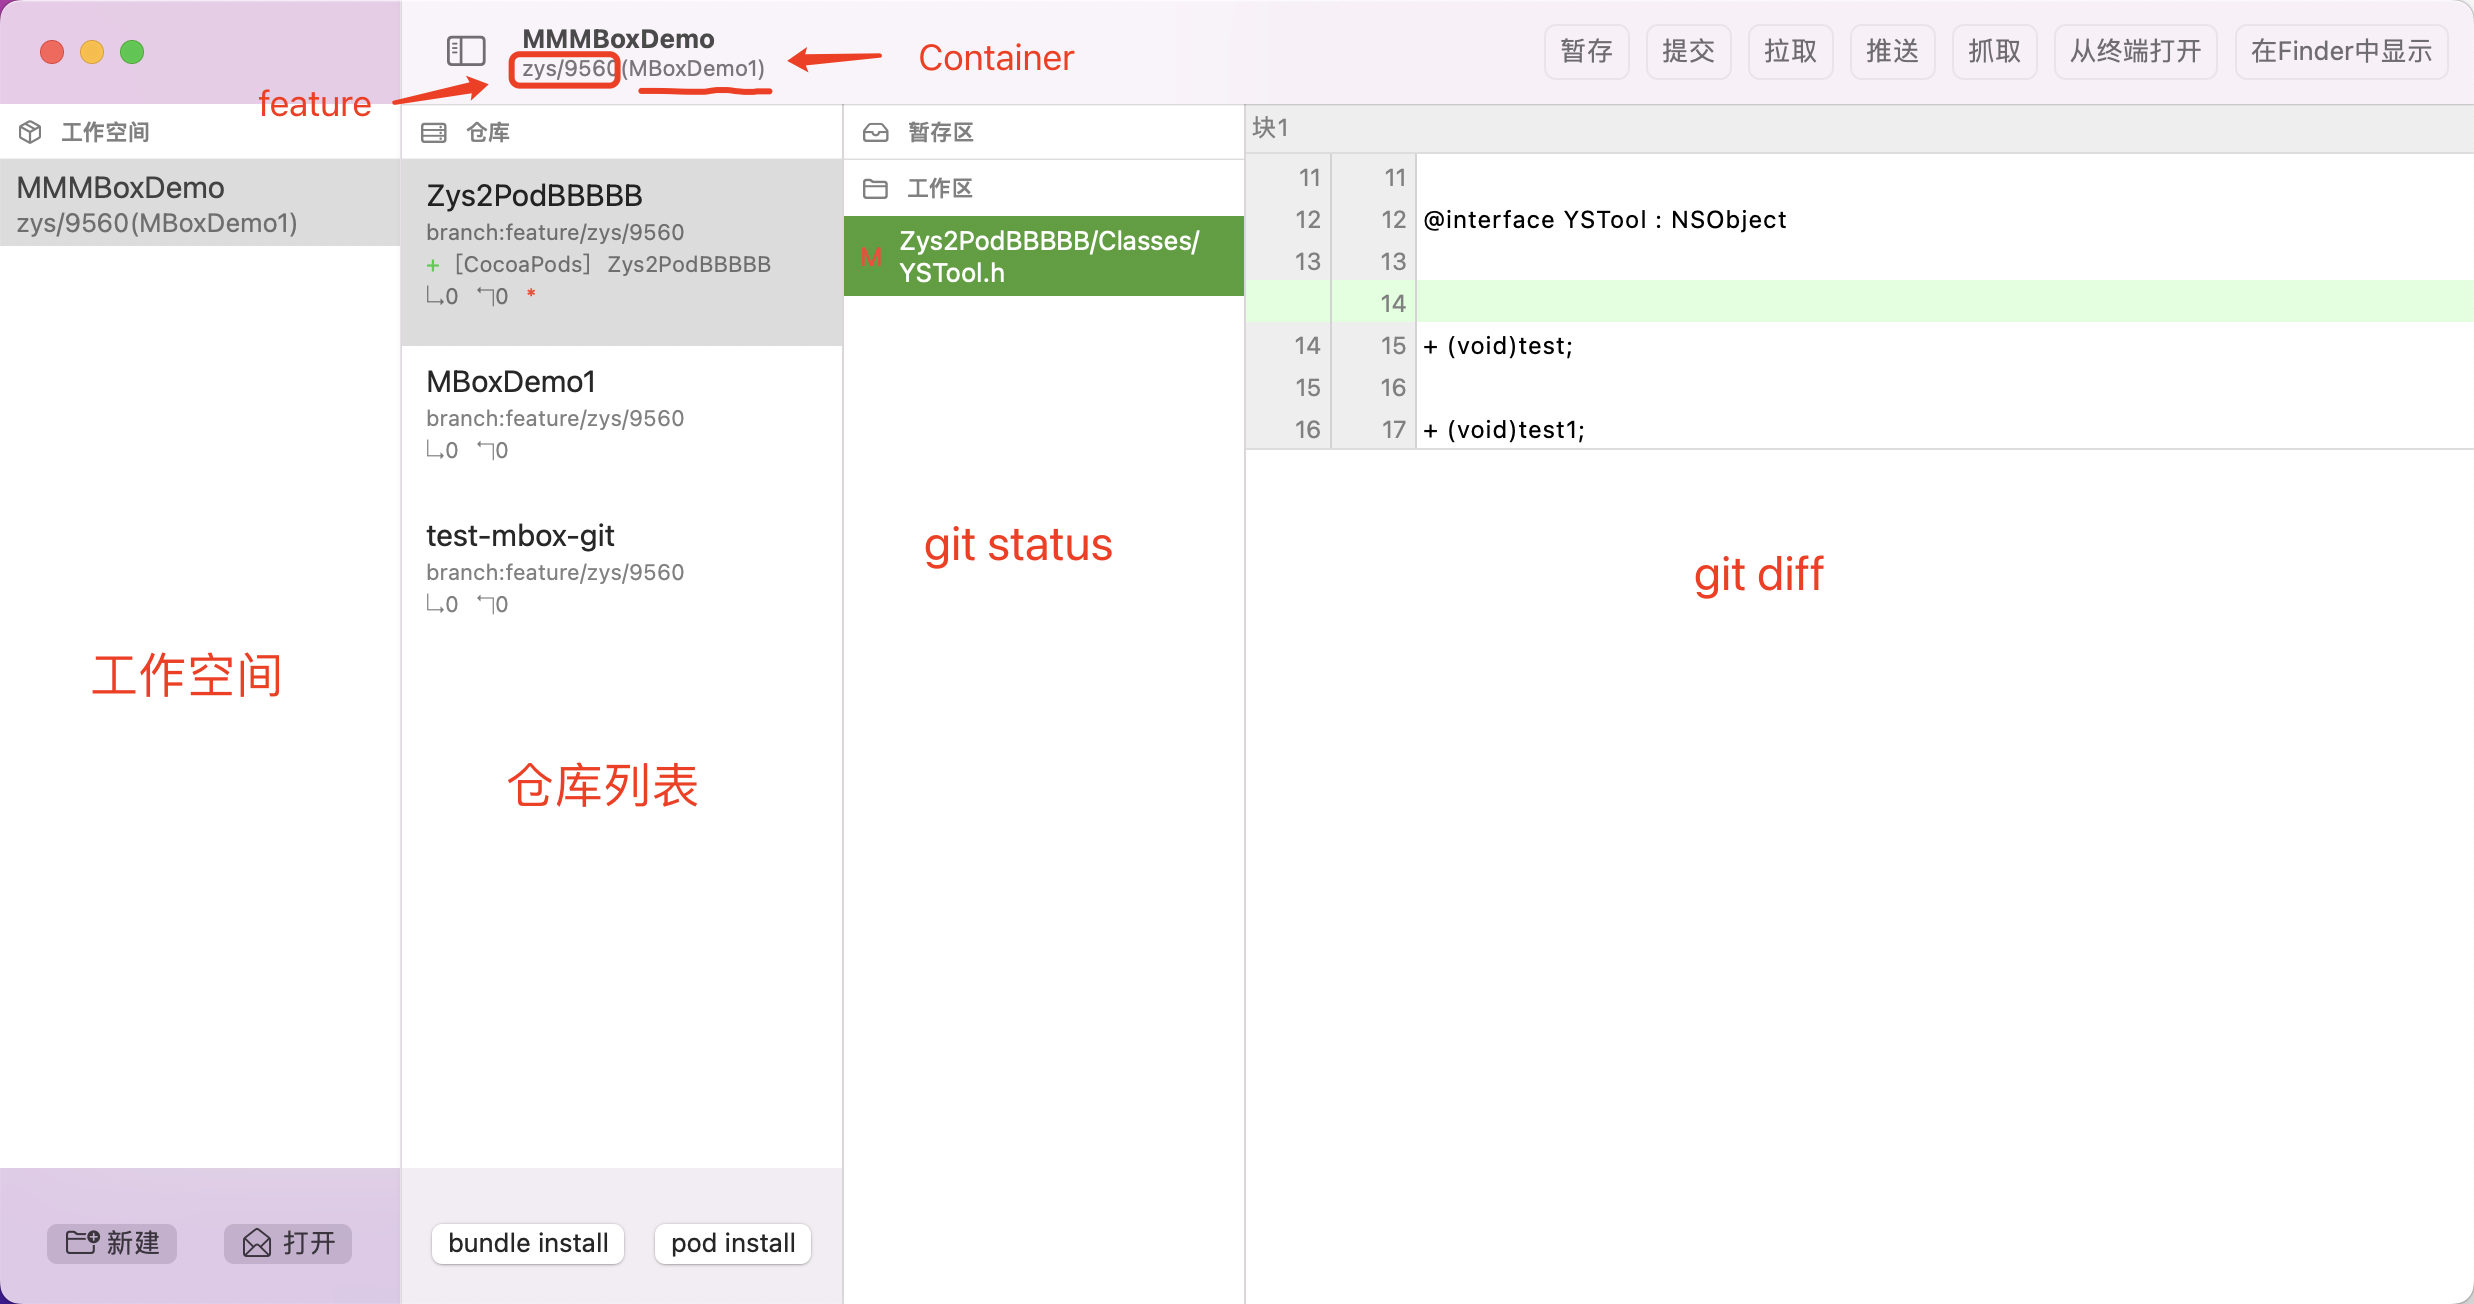 MMMBoxDemo
zys/9560(MBoxDemo1)
feature
Container
暂存
提交
拉取
推送
抓取
从终端打开
在Finder中显示
工作空间
MMMBoxDemo
zys/9560(MBoxDemo1)
工作空间
新建
打开
仓库
Zys2PodBBBBB
branch:feature/zys/9560
+ [CocoaPods] Zys2PodBBBBB
0 0 *
MBoxDemo1
branch:feature/zys/9560
0 0
test-mbox-git
branch:feature/zys/9560
0 0
仓库列表
bundle install
pod install
暂存区
工作区
M Zys2PodBBBBB/Classes/
YSTool.h
git status
块1
11 11
12 12 @interface YSTool : NSObject
13 13
14
14 15 + (void)test;
15 16
16 17 + (void)test1;
git diff